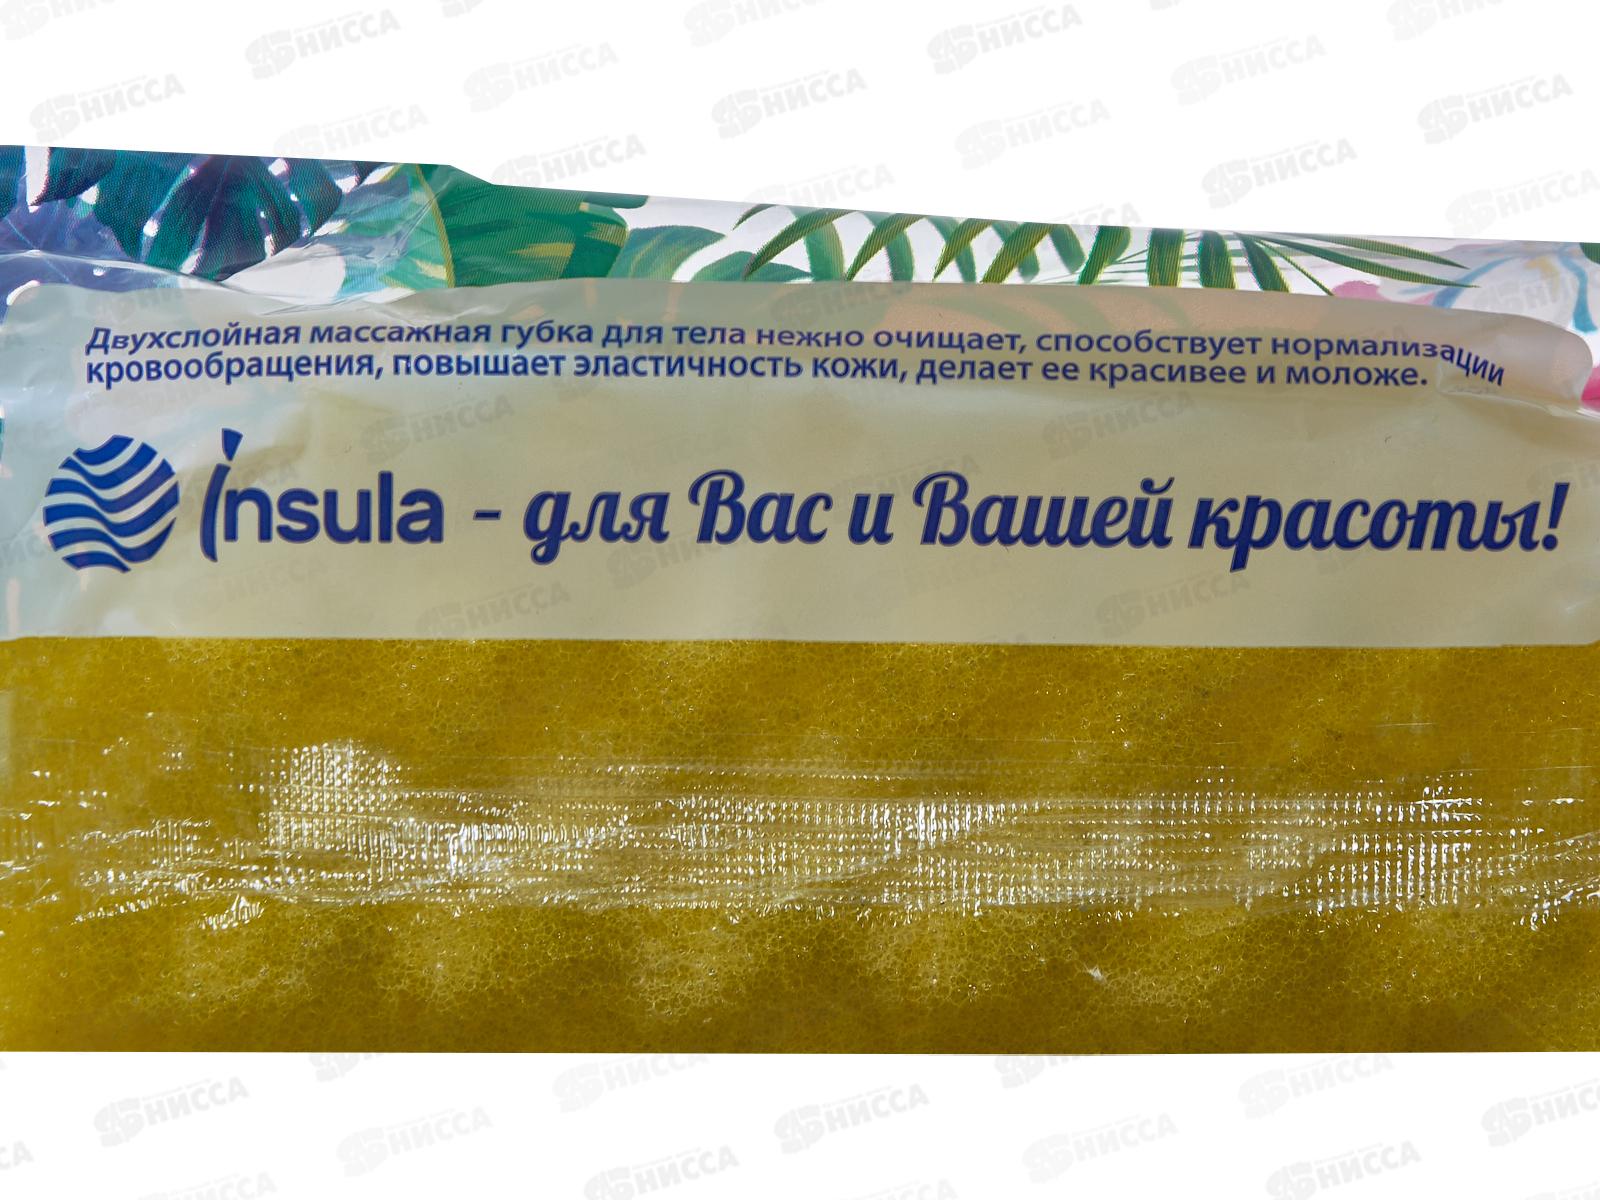 Двухслойная массажная губка для тела нежно очищает, способствует нормализации
кровообращения, повышает эластичность кожи, делает ее красивее и моложе.
insula - для Вас и Вашей красоты!